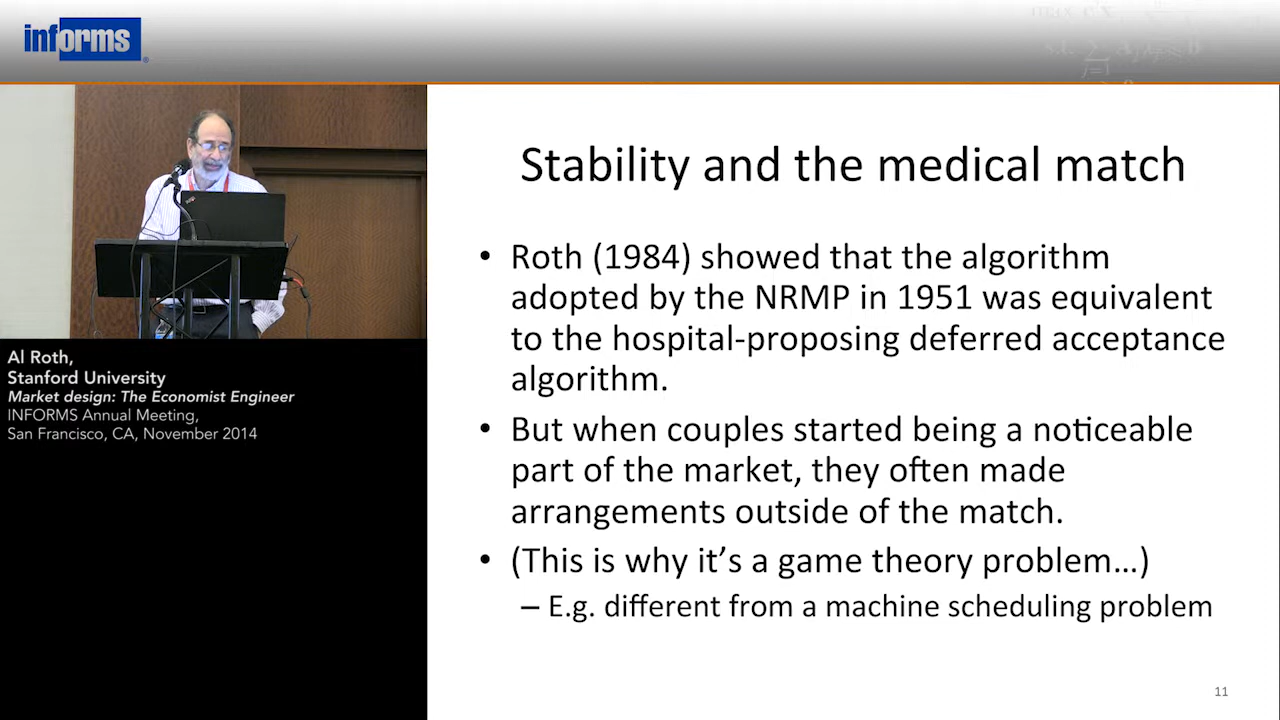 informs
Al Roth,
Stanford University
Market design: The Economist Engineer
INFORMS Annual Meeting,
San Francisco, CA, November 2014
Stability and the medical match
• Roth (1984) showed that the algorithm
adopted by the NRMP in 1951 was equivalent
to the hospital-proposing deferred acceptance
algorithm.
• But when couples started being a noticeable
part of the market, they often made
arrangements outside of the match.
• (This is why it’s a game theory problem…)
– E.g. different from a machine scheduling problem
11